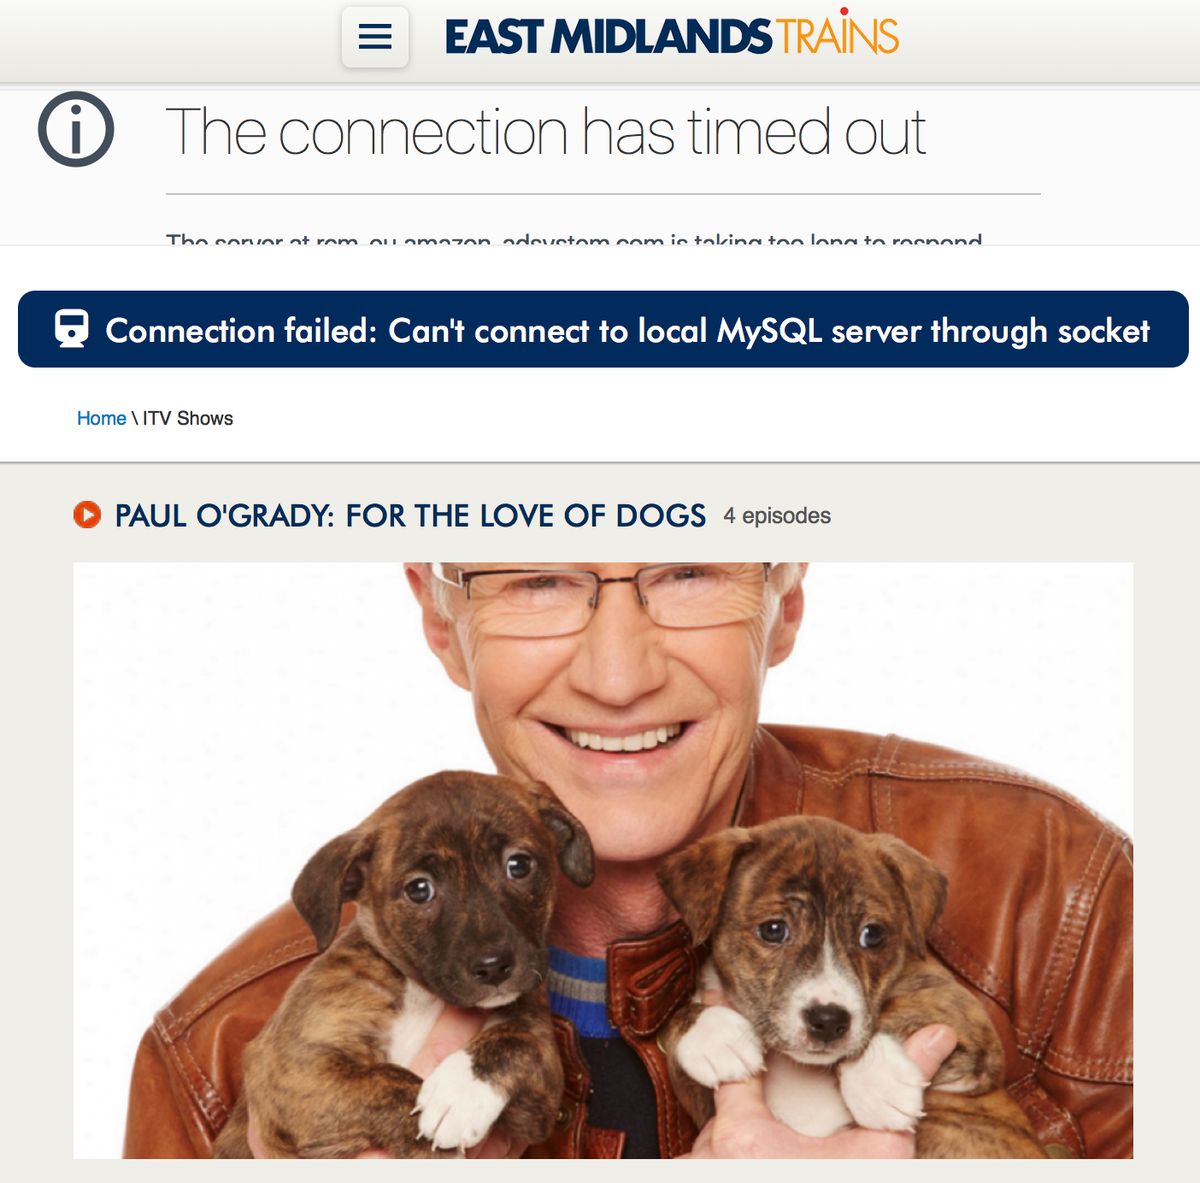 EAST MIDLANDS TRAINS
The connection has timed out
The server at rcm-eu.amazon-adsystem.com is taking too long to respond
Connection failed: Can't connect to local MySQL server through socket
Home \ ITV Shows
PAUL O'GRADY: FOR THE LOVE OF DOGS 4 episodes